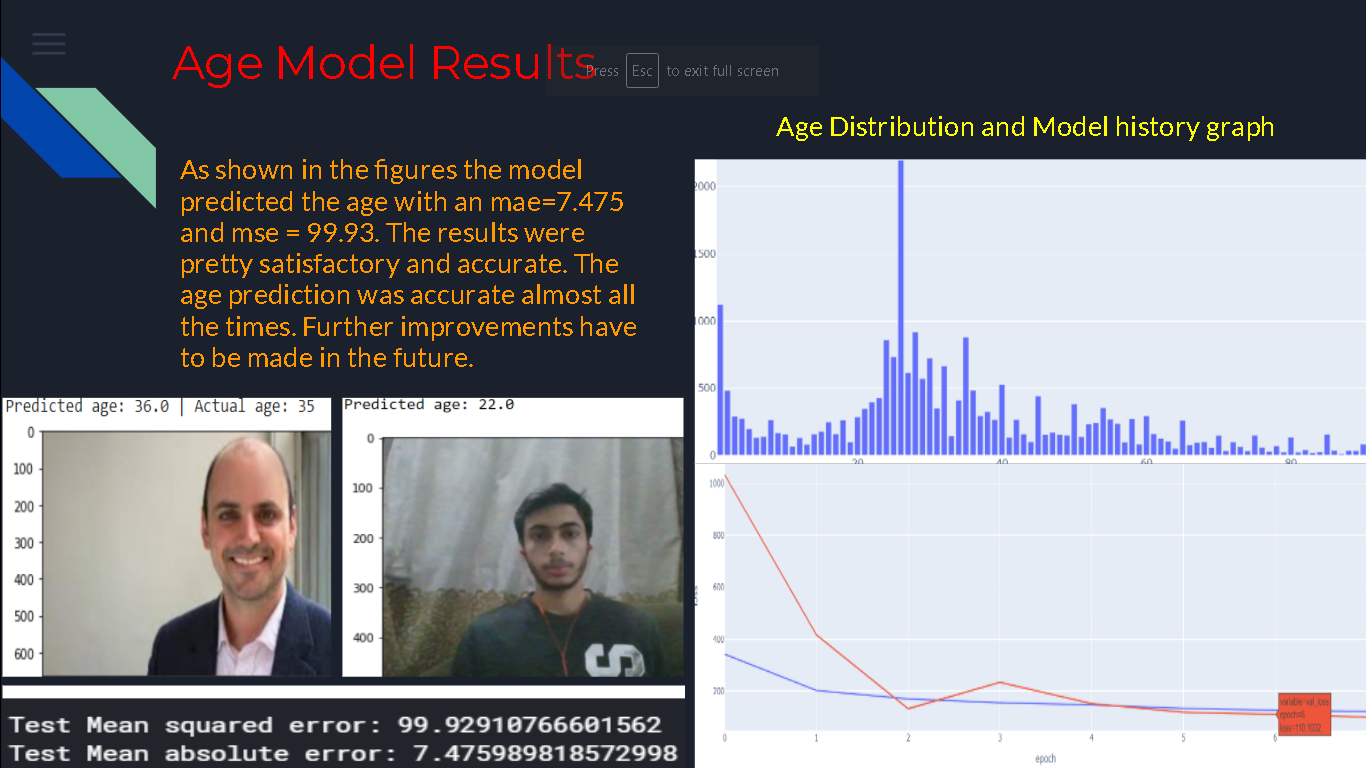 Age Model Results
Press Esc to exit full screen
Age Distribution and Model history graph
As shown in the figures the model
predicted the age with an mae=7.475
and mse = 99.93. The results were
pretty satisfactory and accurate. The
age prediction was accurate almost all
the times. Further improvements have
to be made in the future.
2000
1500
1000
500
0
20
40
60
80
Predicted age: 36.0 | Actual age: 35
0
100
200
300
400
500
600
Predicted age: 22.0
0
100
200
300
400
S
1000
800
600
400
200
0
1
2
3
4
5
6
epoch
variable=val_loss
epoch=6
loss=110.1032
Test Mean squared error: 99.92910766601562
Test Mean absolute error: 7.475989818572998